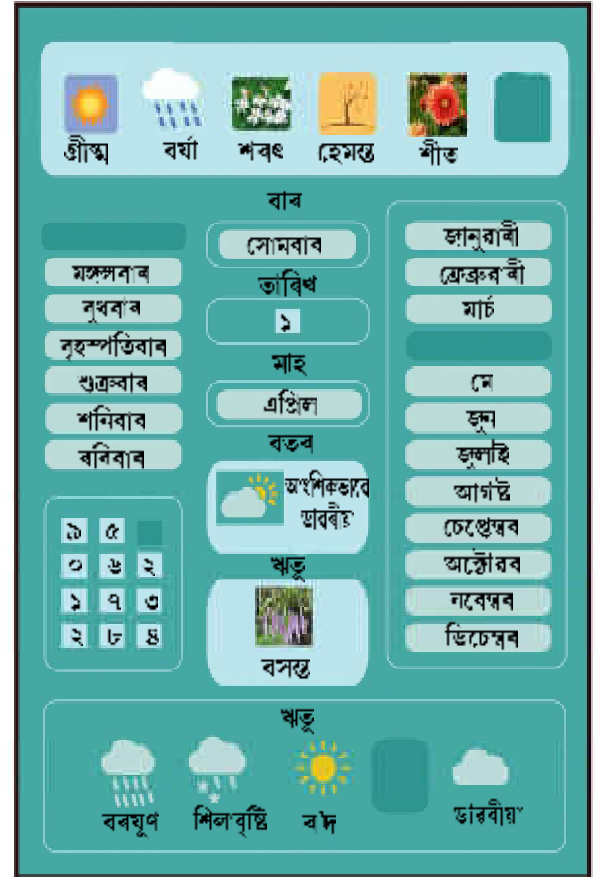 গ্ৰীষ্ম বৰ্ষা শৰৎ হেমন্ত শীত
বাৰ
সোমবাৰ
তাৰিখ
১
মাহ
এপ্ৰিল
বতৰ
আংশিকভাৱে
ডাৱৰীয়া
ঋতু
বসন্ত
মঙ্গলবাৰ
বুধবাৰ
বৃহস্পতিবাৰ
শুক্ৰবাৰ
শনিবাৰ
ৰবিবাৰ
৯ ৫
০ ৬ ২
১ ৭ ৩
২ ৮ ৪
জানুৱাৰী
ফেব্ৰুৱাৰী
মাৰ্চ
মে
জুন
জুলাই
আগষ্ট
চেপ্তেম্বৰ
অক্টোৱৰ
নবেম্বৰ
ডিচেম্বৰ
ঋতু
বৰষুণ শিলাবৃষ্টি ৰ'দ ডাৱৰীয়া